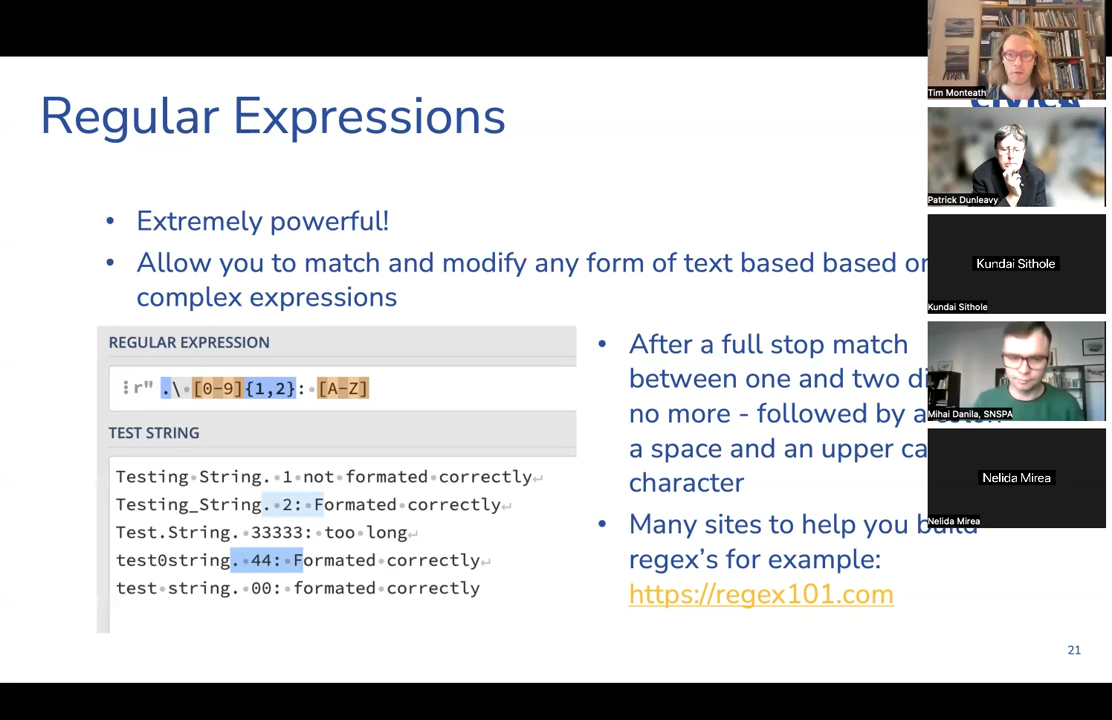 Regular Expressions
• Extremely powerful!
• Allow you to match and modify any form of text based based on
complex expressions
REGULAR EXPRESSION
r" .\ [0-9]{1,2}: [A-Z]
TEST STRING
Testing String. 1 not formated correctly
Testing_String. 2: Formated correctly
Test.String. 33333: too long
test0string. 44: Formated correctly
test string. 00: formated correctly
• After a full stop match
between one and two di
no more - followed by a
a space and an upper ca
character
• Many sites to help you build
regex’s for example:
https://regex101.com
21
CIVICA
Tim Monteath
Patrick Dunleavy
Kundai Sithole
Kundai Sithole
Mihai Danila, SNSPA
Nelida Mirea
Nelida Mirea